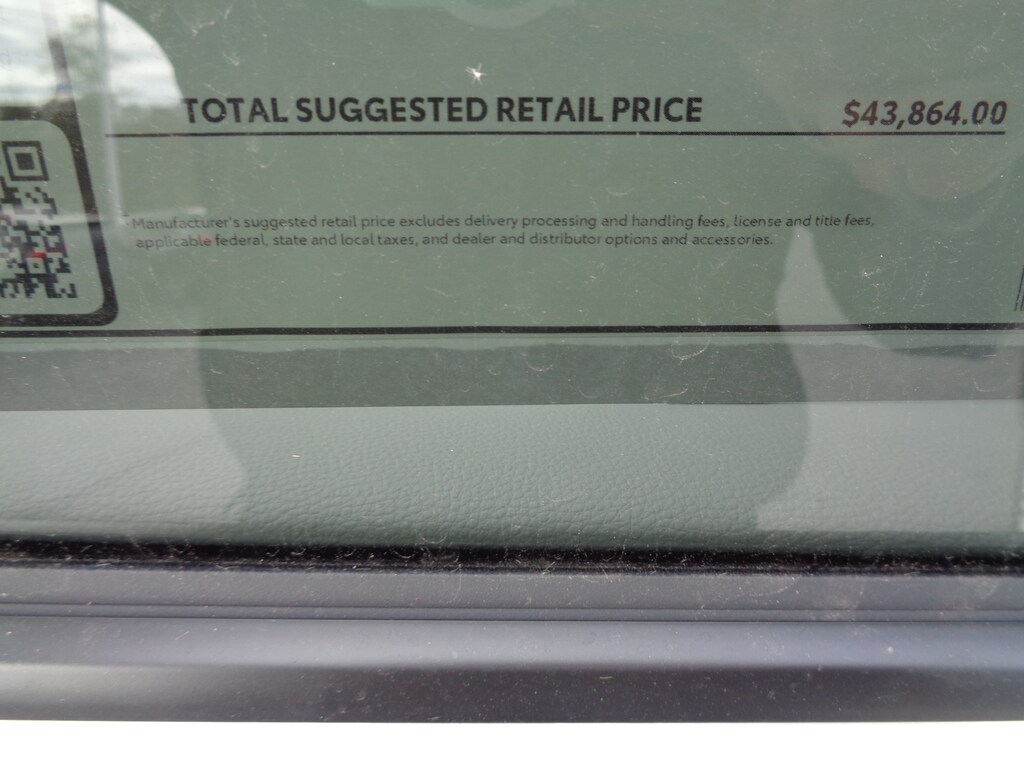 TOTAL SUGGESTED RETAIL PRICE $43,864.00
Manufacturer's suggested retail price excludes delivery processing and handling fees, license and title fees,
applicable federal, state and local taxes, and dealer and distributor options and accessories.